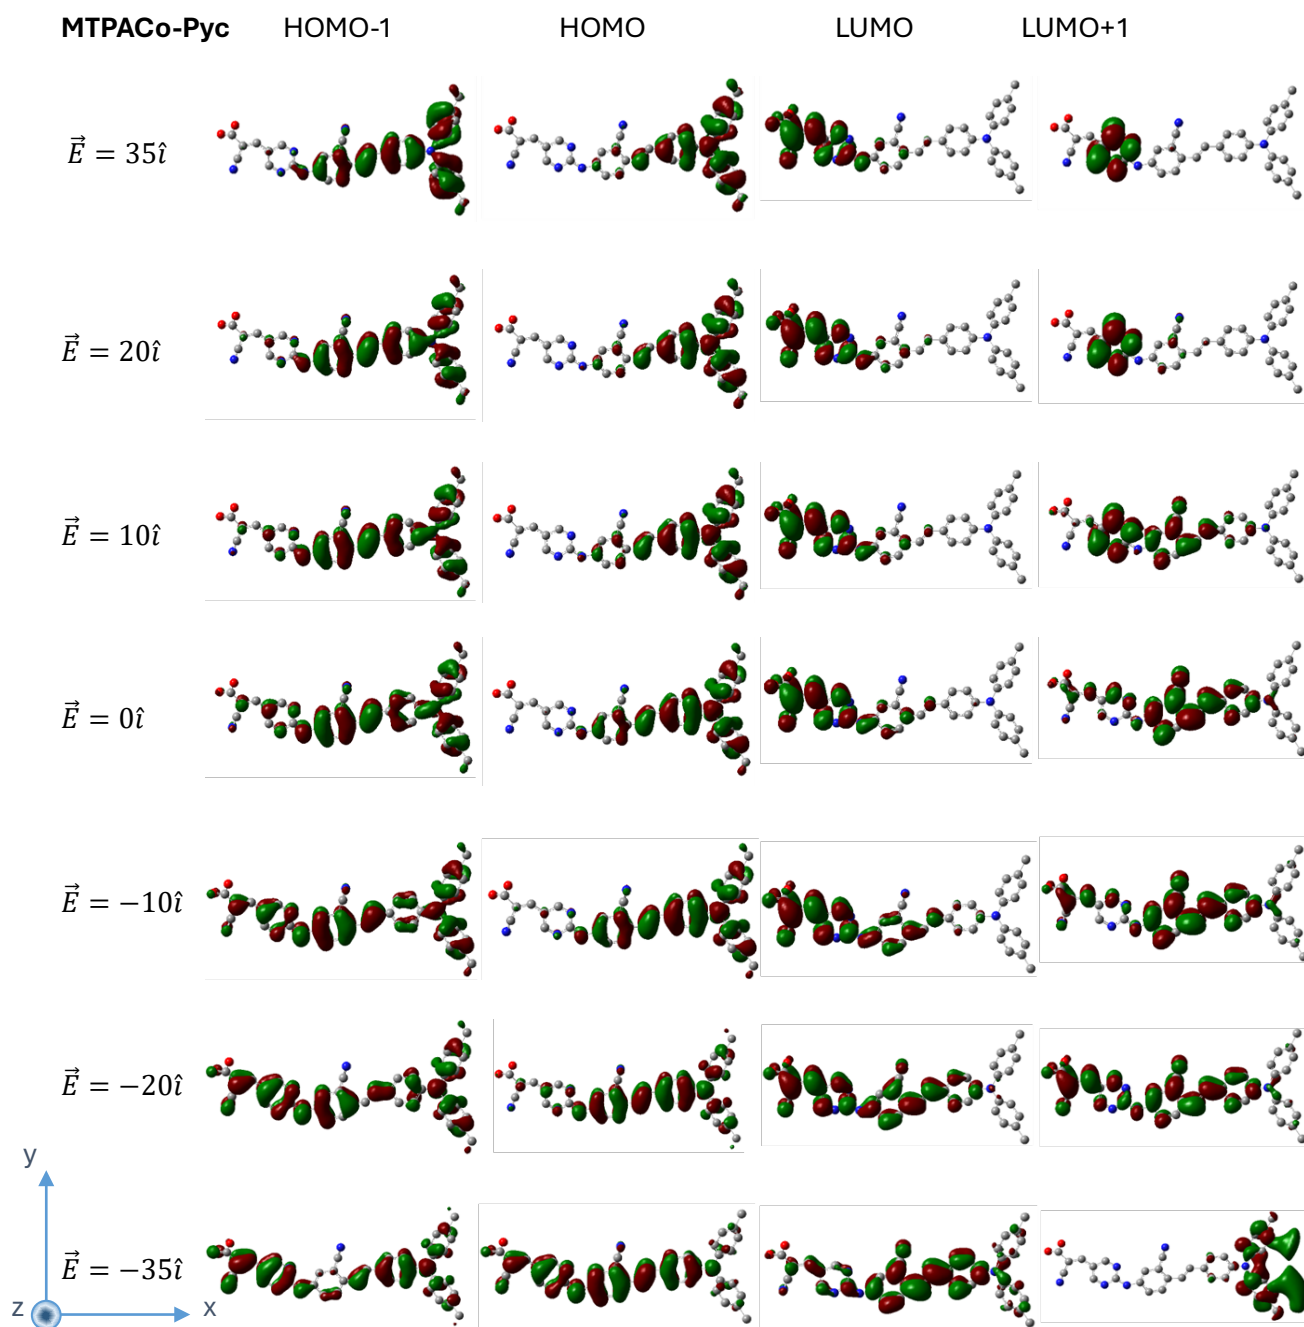 MTPACo-Pyc HOMO-1 HOMO LUMO LUMO+1
E⃗ = 35î
E⃗ = 20î
E⃗ = 10î
E⃗ = 0î
E⃗ = −10î
E⃗ = −20î
y
E⃗ = −35î
z x